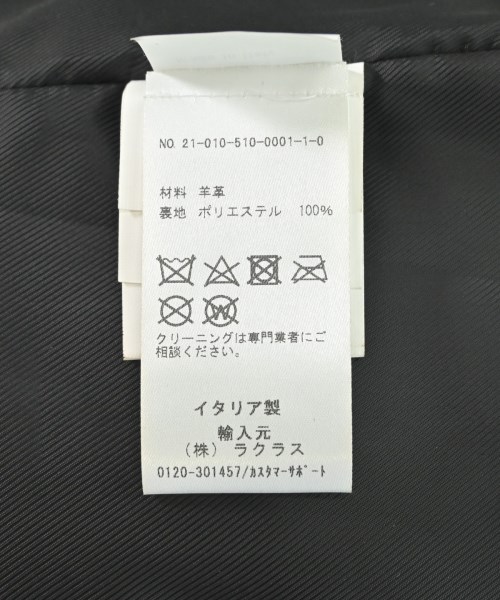 NO. 21-010-510-0001-1-0
材料 羊革
裏地 ポリエステル 100%
W
クリーニングは専門業者にご
相談ください。
イタリア製
輸入元
(株) ラクラス
0120-301457/カスタマーサポート